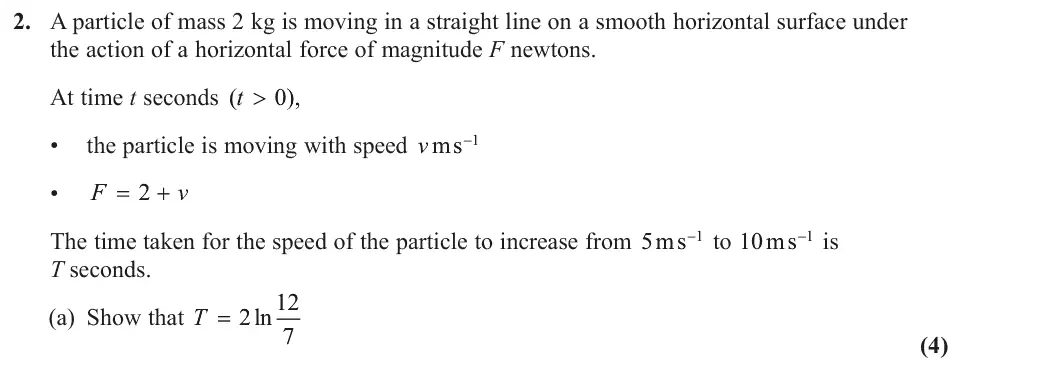 2. A particle of mass 2 kg is moving in a straight line on a smooth horizontal surface under
the action of a horizontal force of magnitude F newtons.
At time t seconds (t > 0),
• the particle is moving with speed v m s⁻¹
• F = 2 + v
The time taken for the speed of the particle to increase from 5 m s⁻¹ to 10 m s⁻¹ is
T seconds.
(a) Show that T = 2 ln 12/7
(4)